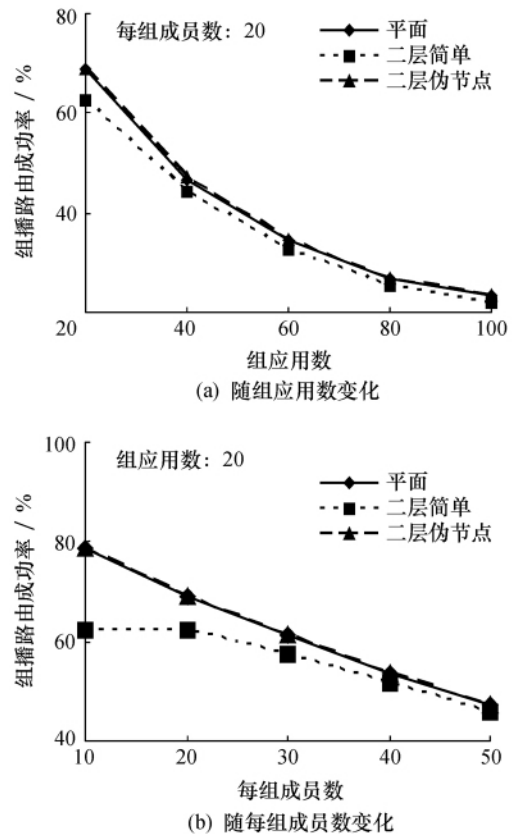 80
每组成员数：20
平面
二层简单
二层伪节点
60
40
20
40
60
80
100
组播路由成功率 / %
组应用数
(a) 随组应用数变化
100
组应用数：20
平面
二层简单
二层伪节点
80
60
40
10
20
30
40
50
组播路由成功率 / %
每组成员数
(b) 随每组成员数变化